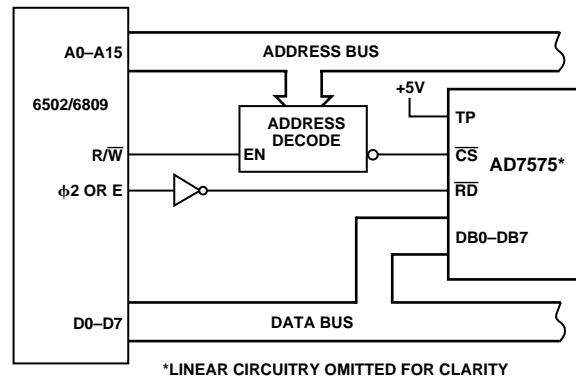 A0–A15
ADDRESS BUS
6502/6809
+5V
TP
ADDRESS
DECODE
R/W̅
EN
C̅S̅
AD7575*
ϕ2 OR E
R̅D̅
DB0–DB7
D0–D7
DATA BUS
*LINEAR CIRCUITRY OMITTED FOR CLARITY